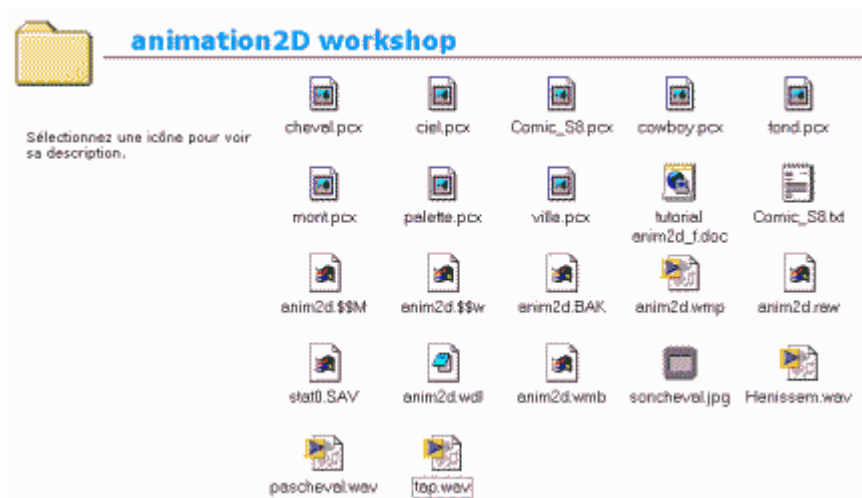 animation2D workshop
Sélectionnez une icône pour voir
sa description.
cheval.pcx ciel.pcx Comic_S8.pcx cowboy.pcx fond.pcx
mont.pcx palette.pcx ville.pcx tutorial
anim2d_f.doc Comic_S8.txt
anim2d.$$M anim2d.$$w anim2d.BAK anim2d.wmp anim2d.raw
stat0.SAV anim2d.wdl anim2d.wmb soncheval.jpg Henissem.wav
pascheval.wav tap.wav